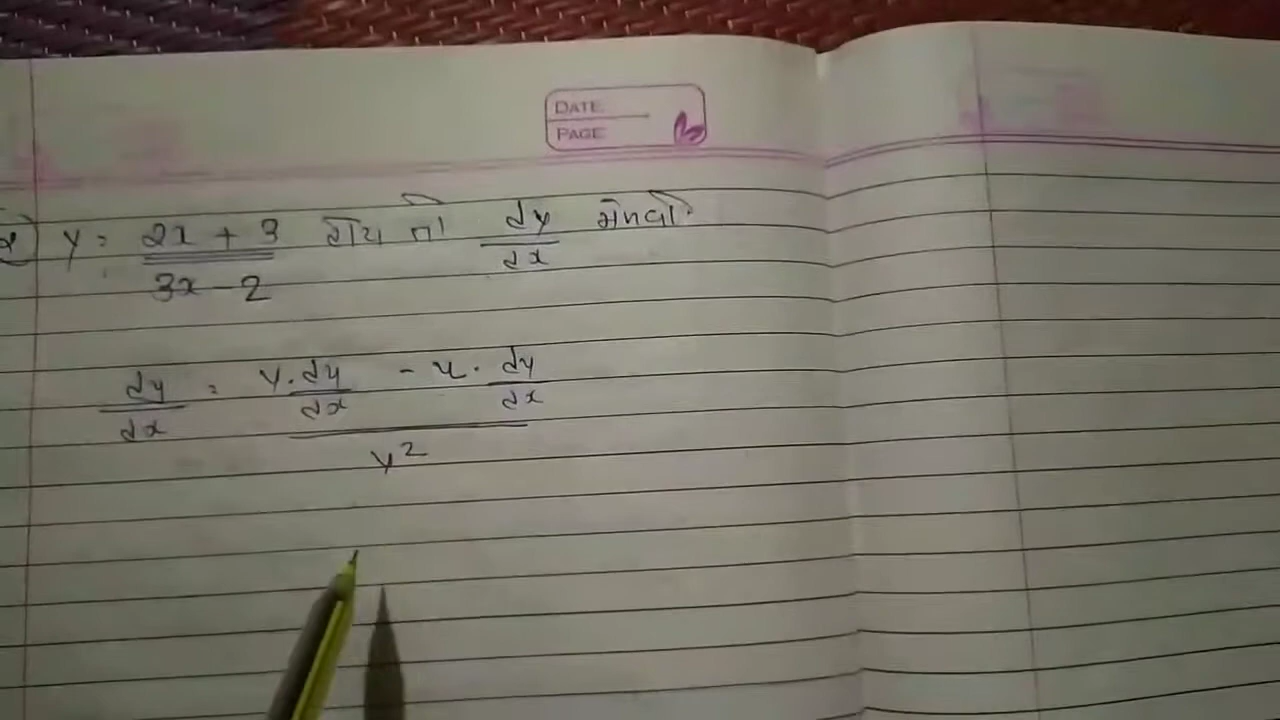 DATE
PAGE
y = 2x + 3 / 3x - 2 होय तो dy/dx मेળવો.
dy/dx = v. du/dx - u. dv/dx / v²